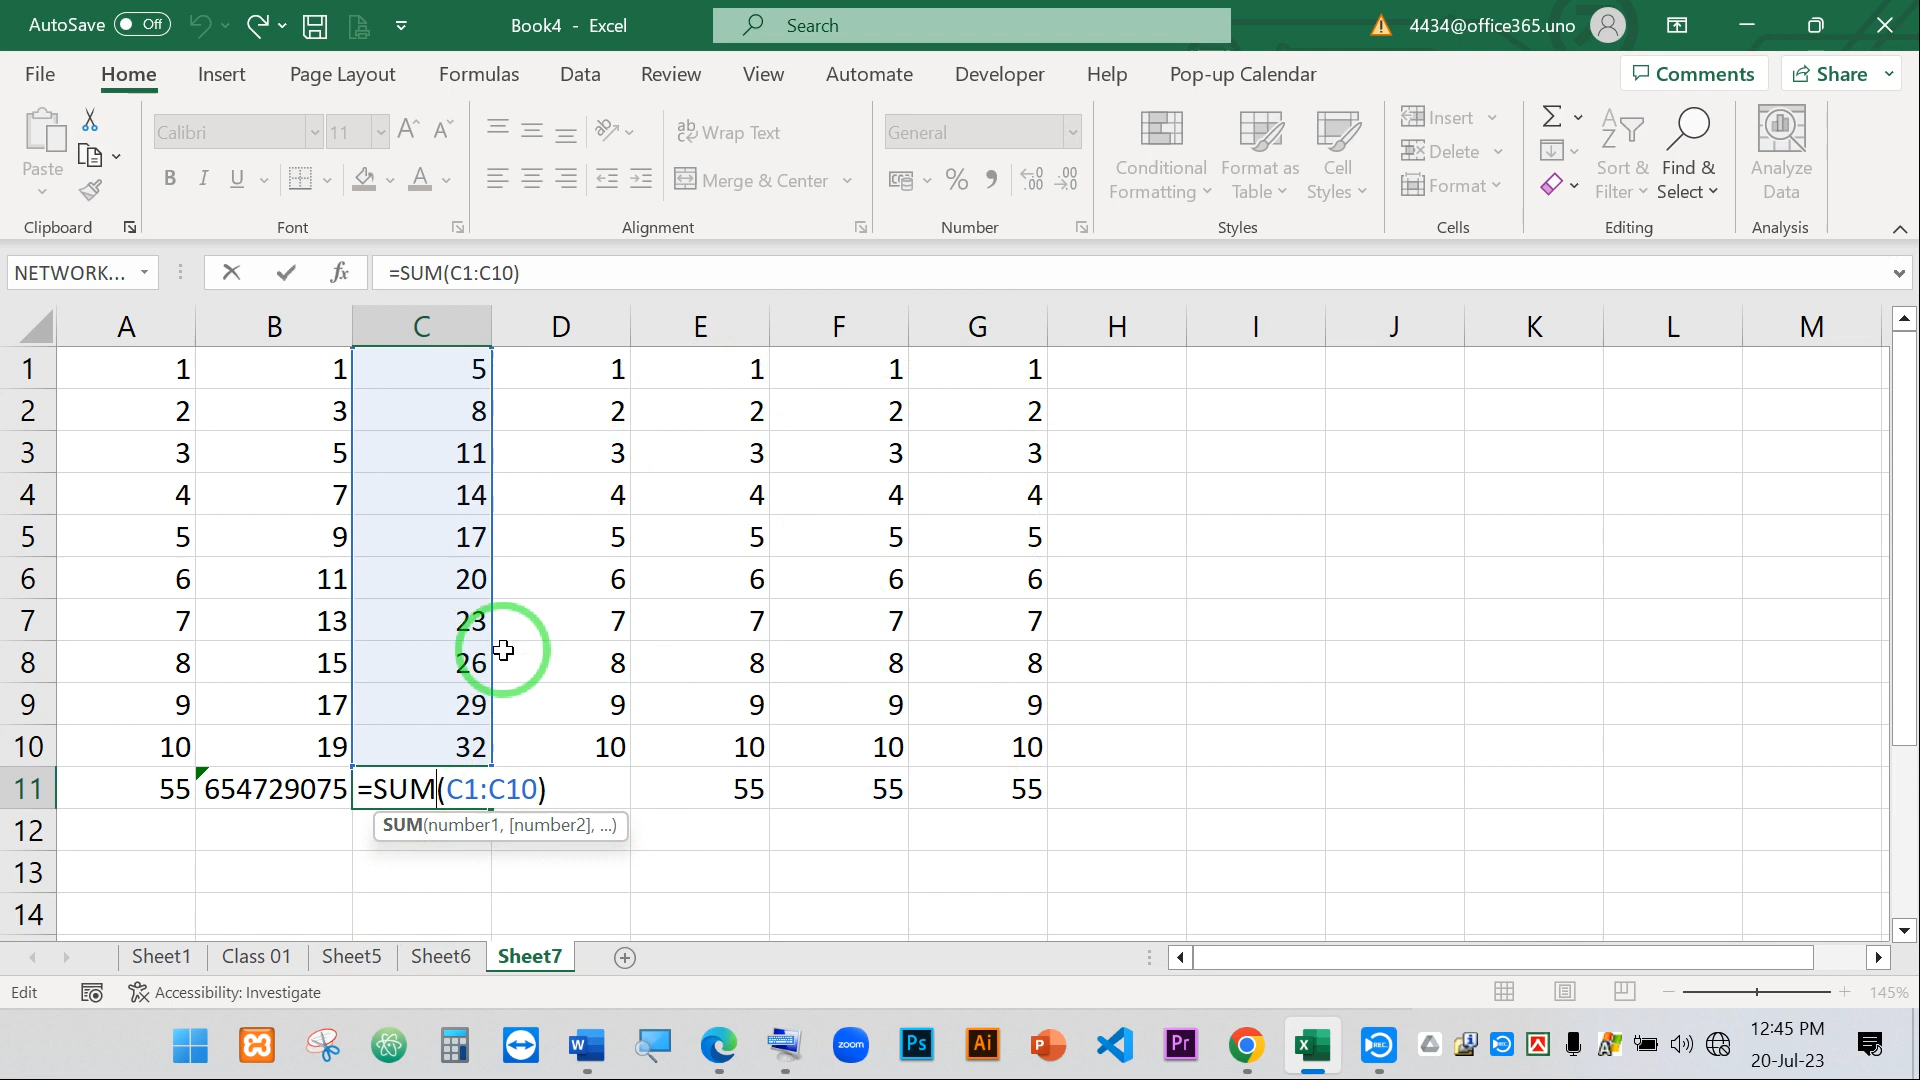 AutoSave Off Book4 - Excel Search 4434@office365.uno
File Home Insert Page Layout Formulas Data Review View Automate Developer Help Pop-up Calendar Comments Share
Calibri 11 Wrap Text General Insert
Paste Conditional Format as Cell Delete Sort & Find & Analyze
B I U Merge & Center Formatting Table Styles Format Filter Select Data
Clipboard Font Alignment Number Styles Cells Editing Analysis
NETWORK... fx =SUM(C1:C10)
A B C D E F G H I J K L M
1 1 1 5 1 1 1 1
2 2 3 8 2 2 2 2
3 3 5 11 3 3 3 3
4 4 7 14 4 4 4 4
5 5 9 17 5 5 5 5
6 6 11 20 6 6 6 6
7 7 13 23 7 7 7 7
8 8 15 26 8 8 8 8
9 9 17 29 9 9 9 9
10 10 19 32 10 10 10 10
11 55 654729075 =SUM(C1:C10) 55 55 55
12 SUM(number1, [number2], ...)
13
14
Sheet1 Class 01 Sheet5 Sheet6 Sheet7
Edit Accessibility: Investigate 145%
W zoom Ps Ai P Pr X REC 12:45 PM
20-Jul-23